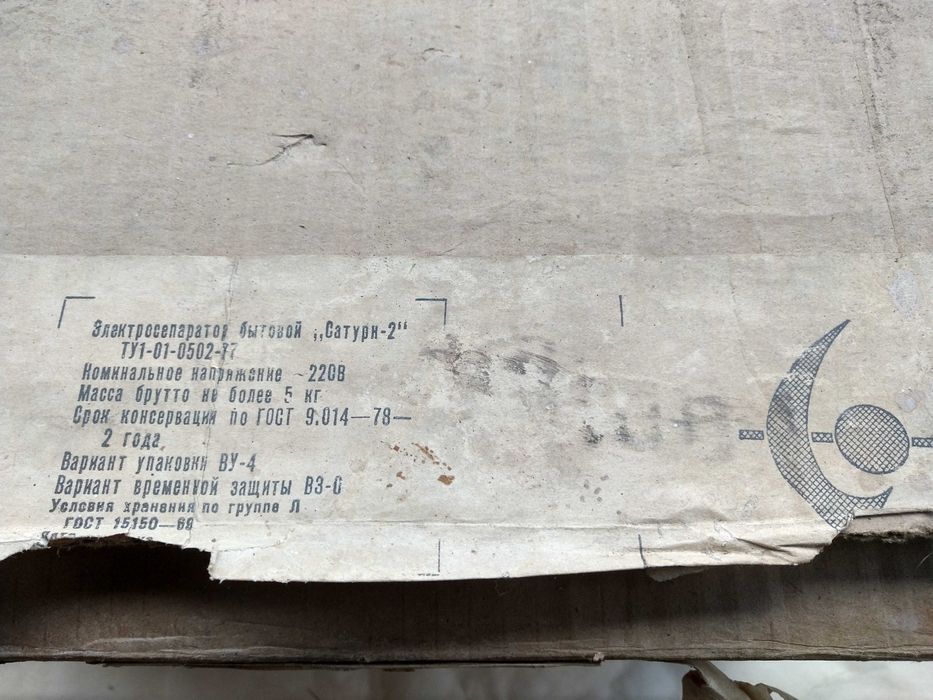 Электросепаратор бытовой „Сатурн-2“
ТУ1-01-0502-77
Номинальное напряжение ~220В
Масса брутто не более 5 кг
Срок консервации по ГОСТ 9.014—78—
2 года
Вариант упаковки ВУ-4
Вариант временной защиты ВЗ-0
Условия хранения по группе Л
ГОСТ 15150—69